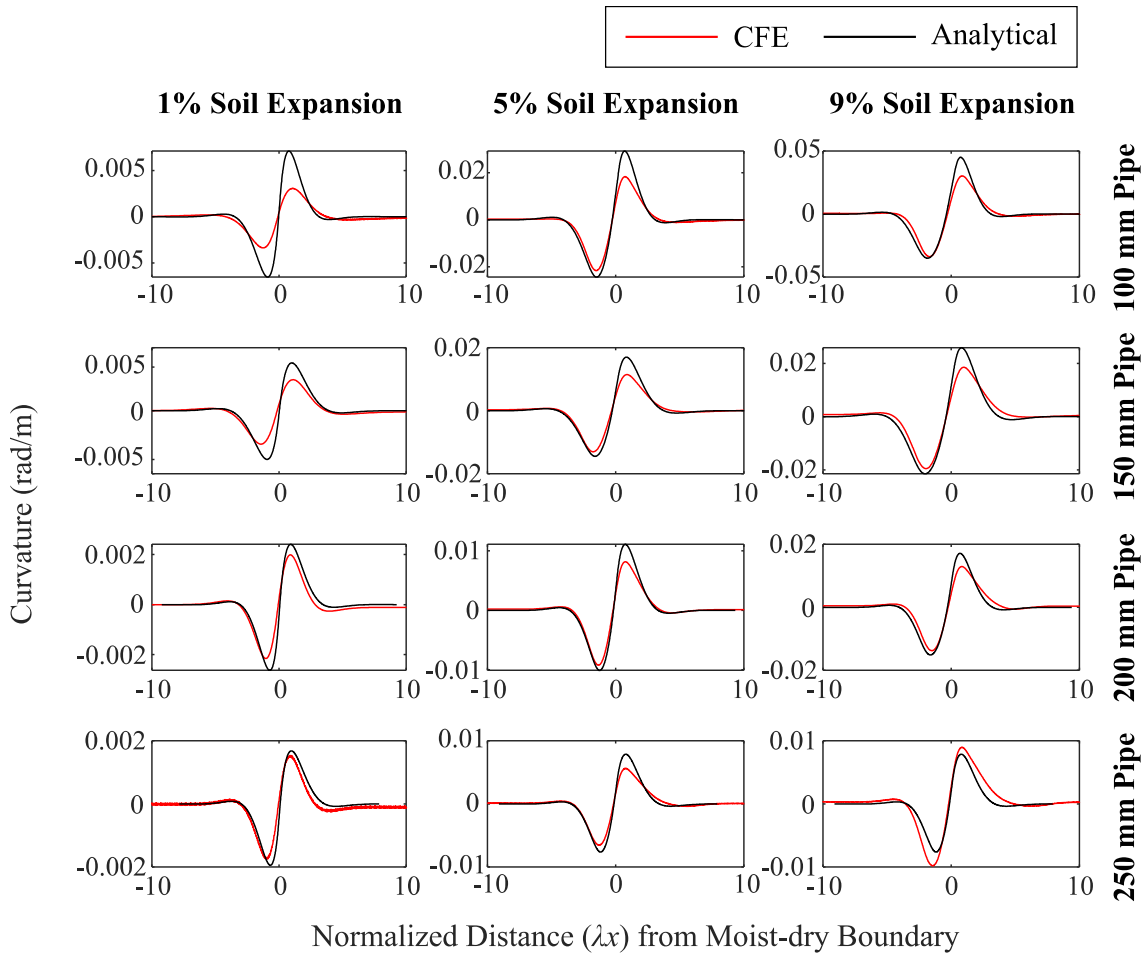 CFE Analytical
1% Soil Expansion 5% Soil Expansion 9% Soil Expansion
0.005
0
-0.005
-10 0 10
0.02
0
-0.02
-10 0 10
0.05
0
-0.05
-10 0 10
100 mm Pipe
0.005
0
-0.005
-10 0 10
0.02
0
-0.02
-10 0 10
0.02
0
-0.02
-10 0 10
150 mm Pipe
0.002
0
-0.002
-10 0 10
0.01
0
-0.01
-10 0 10
0.02
0
-0.02
-10 0 10
200 mm Pipe
0.002
0
-0.002
-10 0 10
0.01
0
-0.01
-10 0 10
0.01
0
-0.01
-10 0 10
250 mm Pipe
Curvature (rad/m)
Normalized Distance (λx) from Moist-dry Boundary